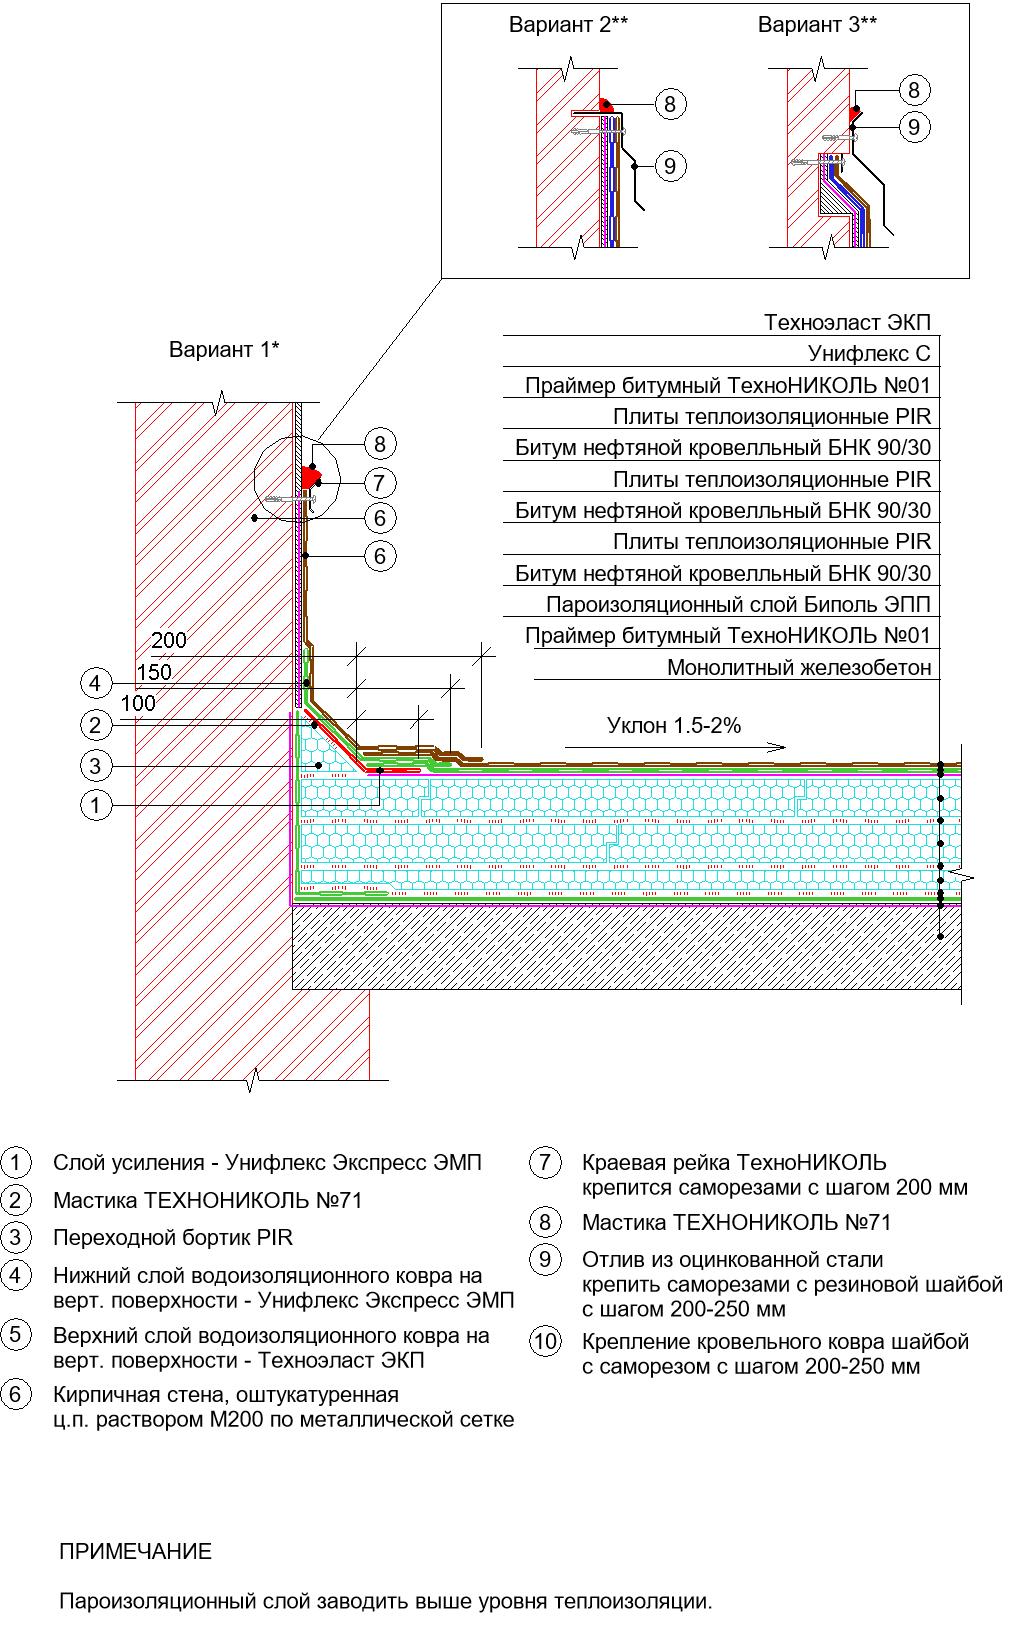 Вариант 2**
Вариант 3**
8
9
8
9
Вариант 1*
Техноэласт ЭКП
Унифлекс С
Праймер битумный ТехноНИКОЛЬ №01
Плиты теплоизоляционные PIR
Битум нефтяной кровелльный БНК 90/30
Плиты теплоизоляционные PIR
Битум нефтяной кровелльный БНК 90/30
Плиты теплоизоляционные PIR
Битум нефтяной кровелльный БНК 90/30
Пароизоляционный слой Биполь ЭПП
Праймер битумный ТехноНИКОЛЬ №01
Монолитный железобетон
8
7
6
6
200
150
100
4
2
3
1
Уклон 1.5-2%
1 Слой усиления - Унифлекс Экспресс ЭМП
2 Мастика ТЕХНОНИКОЛЬ №71
3 Переходной бортик PIR
4 Нижний слой водоизоляционного ковра на
верт. поверхности - Унифлекс Экспресс ЭМП
5 Верхний слой водоизоляционного ковра на
верт. поверхности - Техноэласт ЭКП
6 Кирпичная стена, оштукатуренная
ц.п. раствором М200 по металлической сетке
7 Краевая рейка ТехноНИКОЛЬ
крепится саморезами с шагом 200 мм
8 Мастика ТЕХНОНИКОЛЬ №71
9 Отлив из оцинкованной стали
крепить саморезами с резиновой шайбой
с шагом 200-250 мм
10 Крепление кровельного ковра шайбой
с саморезом с шагом 200-250 мм
ПРИМЕЧАНИЕ
Пароизоляционный слой заводить выше уровня теплоизоляции.